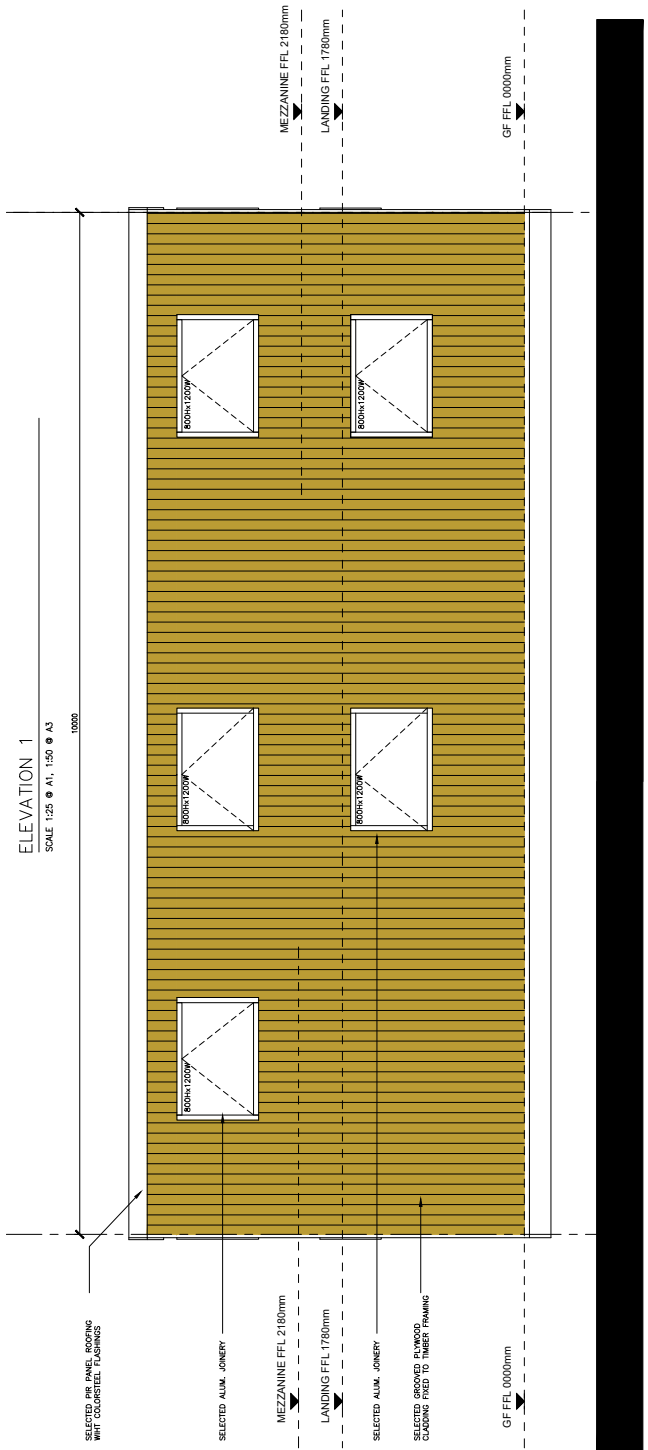 ELEVATION 1
SCALE 1:25 @ A1, 1:50 @ A3
10000
SELECTED PIR PANEL ROOFING
WIHT COLORSTEEL FLASHINGS
SELECTED ALUM. JOINERY
MEZZANINE FFL 2180mm
LANDING FFL 1780mm
SELECTED ALUM. JOINERY
SELECTED GROOVED PLYWOOD
CLADDING FIXED TO TIMBER FRAMING
GF FFL 0000mm
800Hx1200W
800Hx1200W
800Hx1200W
800Hx1200W
800Hx1200W
MEZZANINE FFL 2180mm
LANDING FFL 1780mm
GF FFL 0000mm